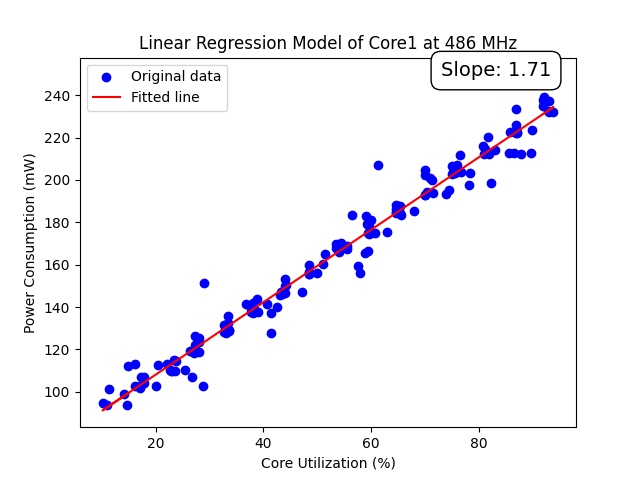 Linear Regression Model of Core1 at 486 MHz
Slope: 1.71
Original data
Fitted line
Power Consumption (mW)
240
220
200
180
160
140
120
100
20 40 60 80
Core Utilization (%)